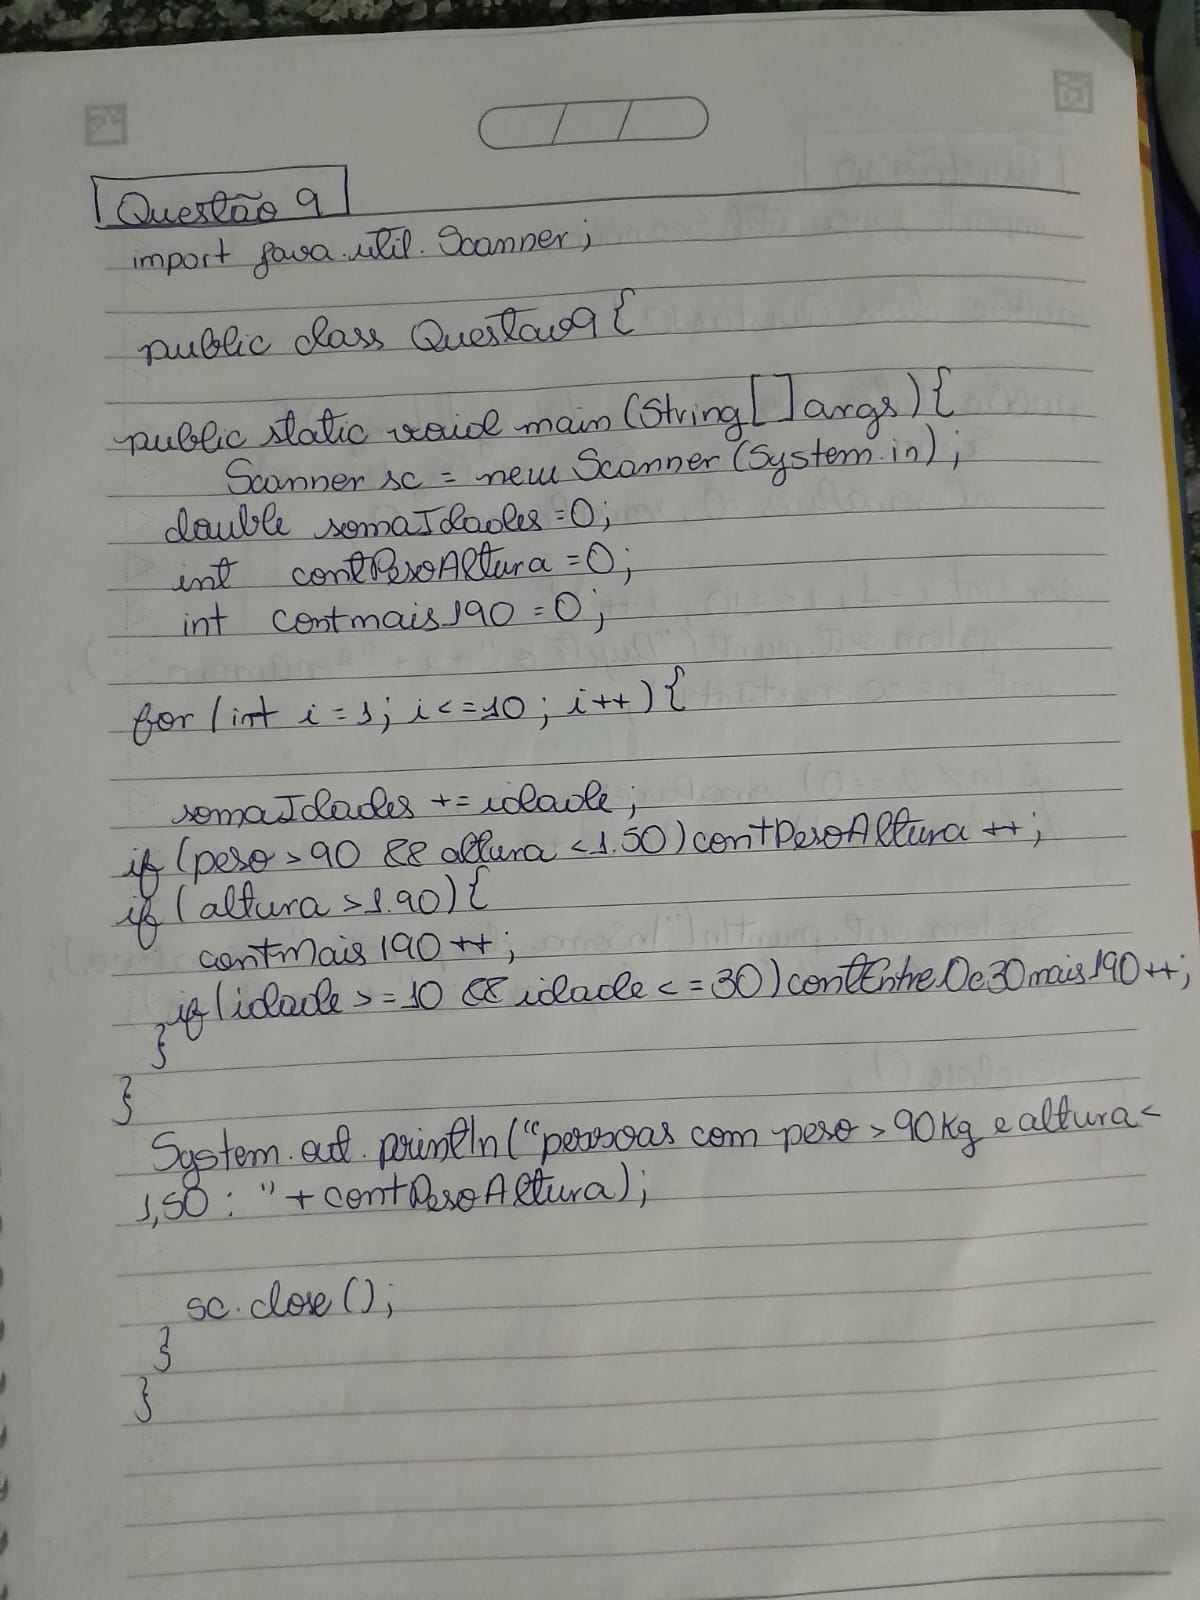 Questão 9
import java.util.Scanner;
public class Questao9{
public static void main(String[]args){
Scanner sc = new Scanner(System.in);
double somaIdades=0;
int contPesoAltura=0;
int contmais190=0;
for(int i=1; i<=10; i++){
somaIdades += idade;
if(peso>90 && altura<1.50)contPesoAltura++;
if(altura>1.90){
contMais190++;
if(idade>=10 && idade<=30)contEntre10e30mais190++;
}
}
System.out.println("pessoas com peso > 90kg e altura<
1,50: "+contPesoAltura);
sc.close();
}
}